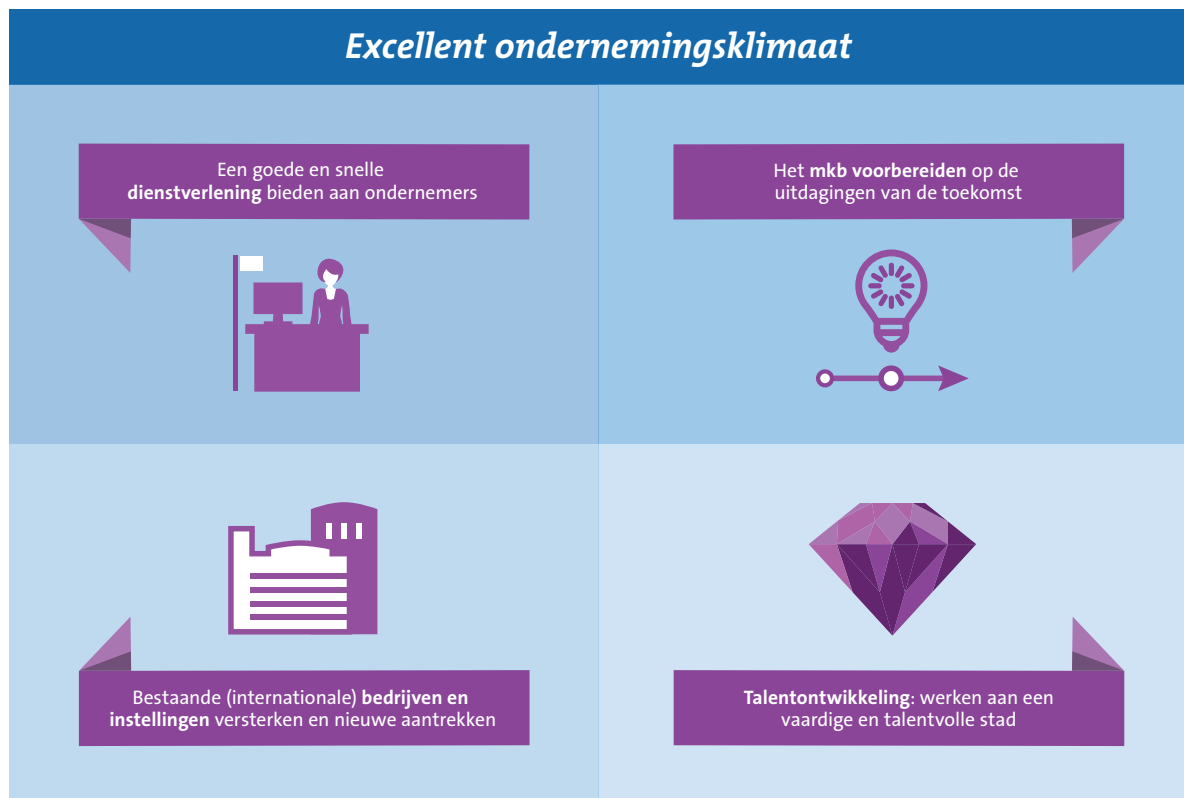 Excellent ondernemingsklimaat
Een goede en snelle
dienstverlening bieden aan ondernemers
Het mkb voorbereiden op de
uitdagingen van de toekomst
Bestaande (internationale) bedrijven en
instellingen versterken en nieuwe aantrekken
Talentontwikkeling: werken aan een
vaardige en talentvolle stad